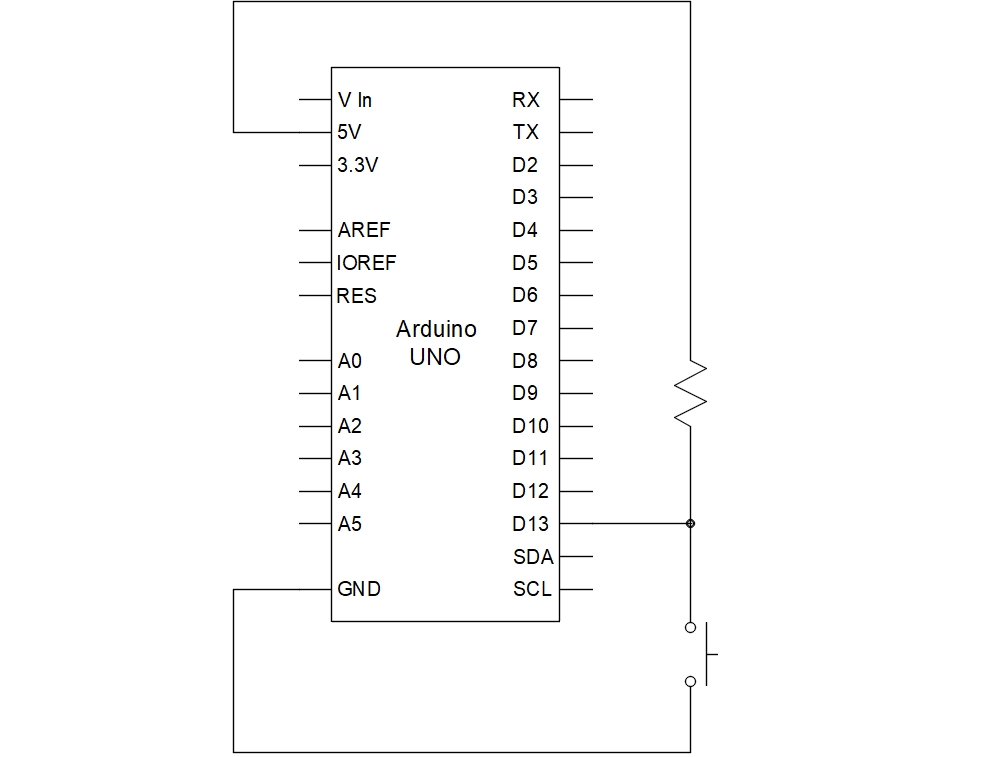 V In
5V
3.3V
AREF
IOREF
RES
A0
A1
A2
A3
A4
A5
GND
Arduino
UNO
RX
TX
D2
D3
D4
D5
D6
D7
D8
D9
D10
D11
D12
D13
SDA
SCL